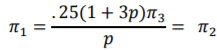 π₁ = .25(1 + 3p)π₃ / p = π₂